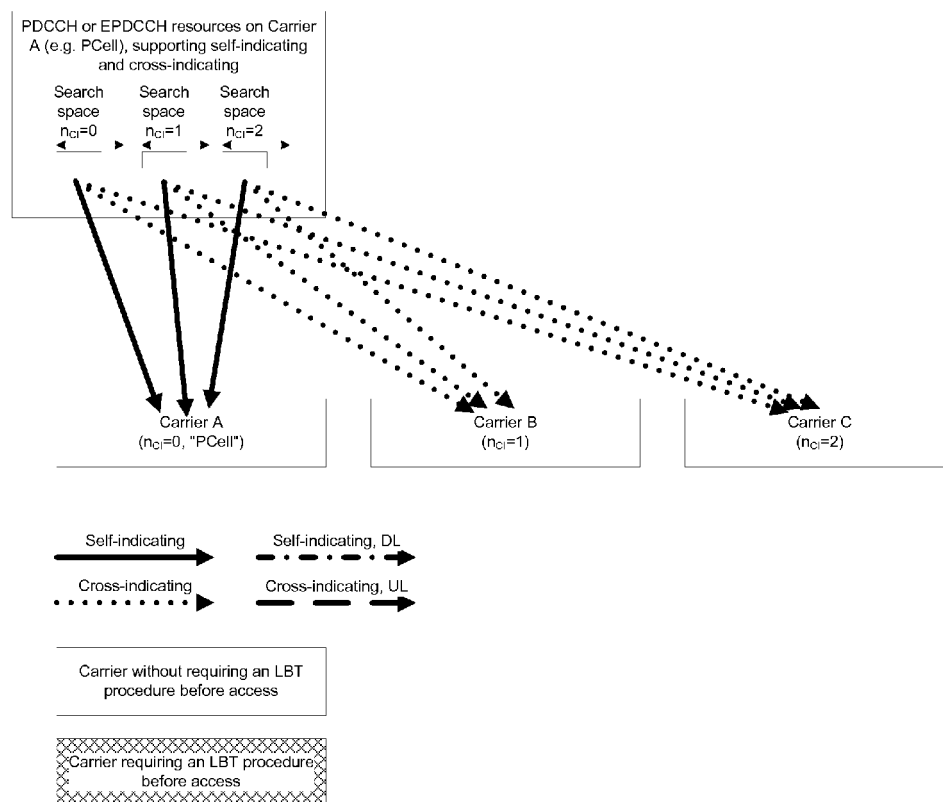 PDCCH or EPDCCH resources on Carrier
A (e.g. PCell), supporting self-indicating
and cross-indicating
Search
space
nCI=0
Search
space
nCI=1
Search
space
nCI=2
Carrier A
(nCI=0, "PCell")
Carrier B
(nCI=1)
Carrier C
(nCI=2)
Self-indicating
Self-indicating, DL
Cross-indicating
Cross-indicating, UL
Carrier without requiring an LBT
procedure before access
Carrier requiring an LBT procedure
before access